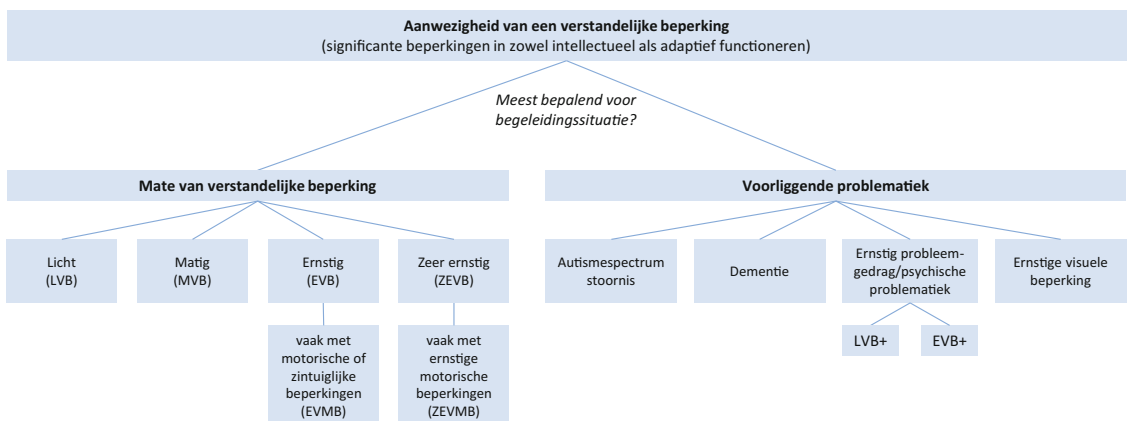 Aanwezigheid van een verstandelijke beperking
(significante beperkingen in zowel intellectueel als adaptief functioneren)
Meest bepalend voor
begeleidingssituatie?
Mate van verstandelijke beperking
Voorliggende problematiek
Licht
(LVB)
Matig
(MVB)
Ernstig
(EVB)
Zeer ernstig
(ZEVB)
Autismespectrum
stoornis
Dementie
Ernstig probleem-
gedrag/psychische
problematiek
Ernstige visuele
beperking
vaak met
motorische of
zintuiglijke
beperkingen
(EVMB)
vaak met
ernstige
motorische
beperkingen
(ZEVMB)
LVB+
EVB+